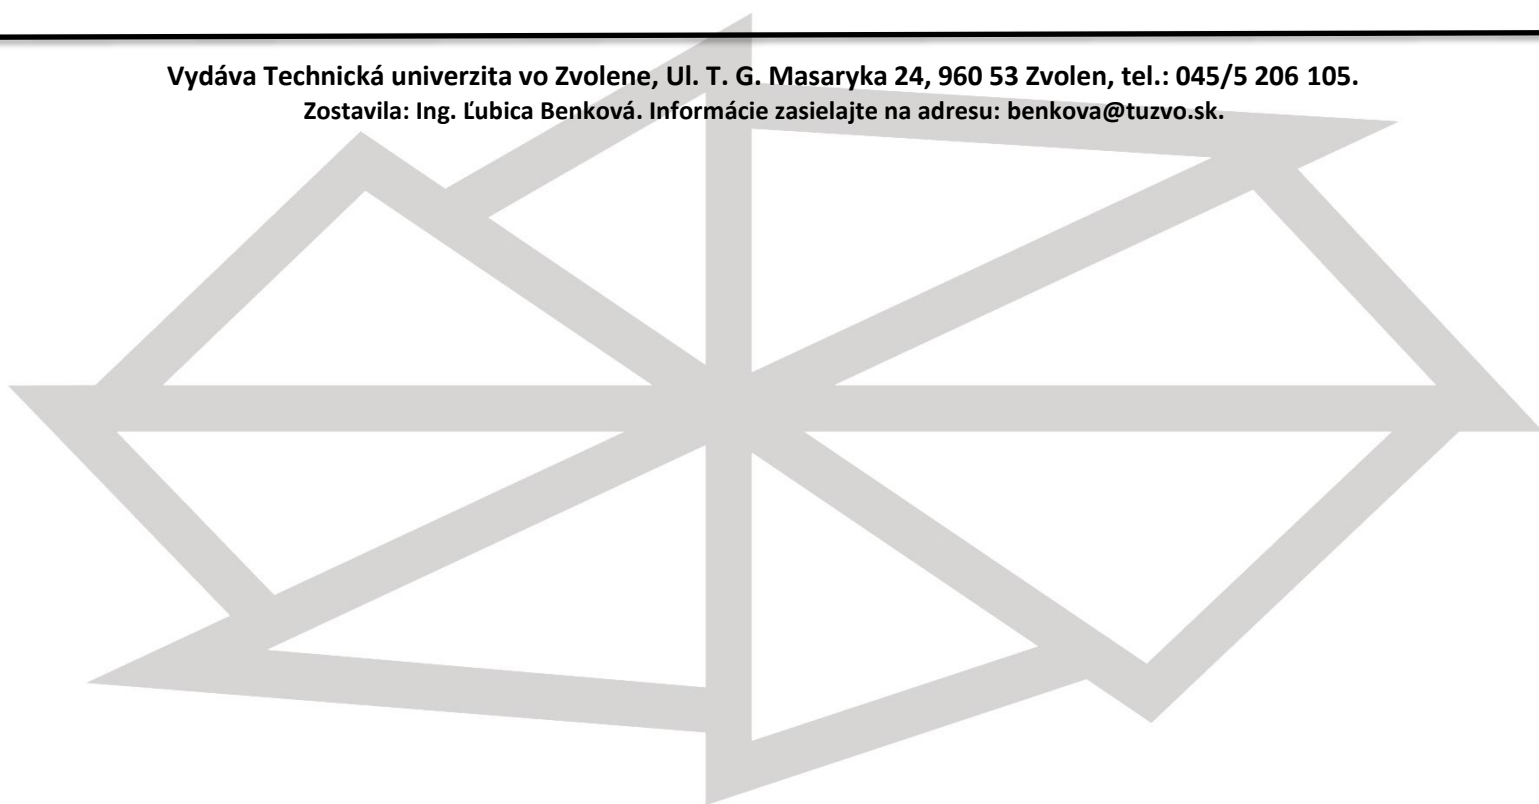 Vydáva Technická univerzita vo Zvolene, Ul. T. G. Masaryka 24, 960 53 Zvolen, tel.: 045/5 206 105.
Zostavila: Ing. Ľubica Benková. Informácie zasielajte na adresu: benkova@tuzvo.sk.